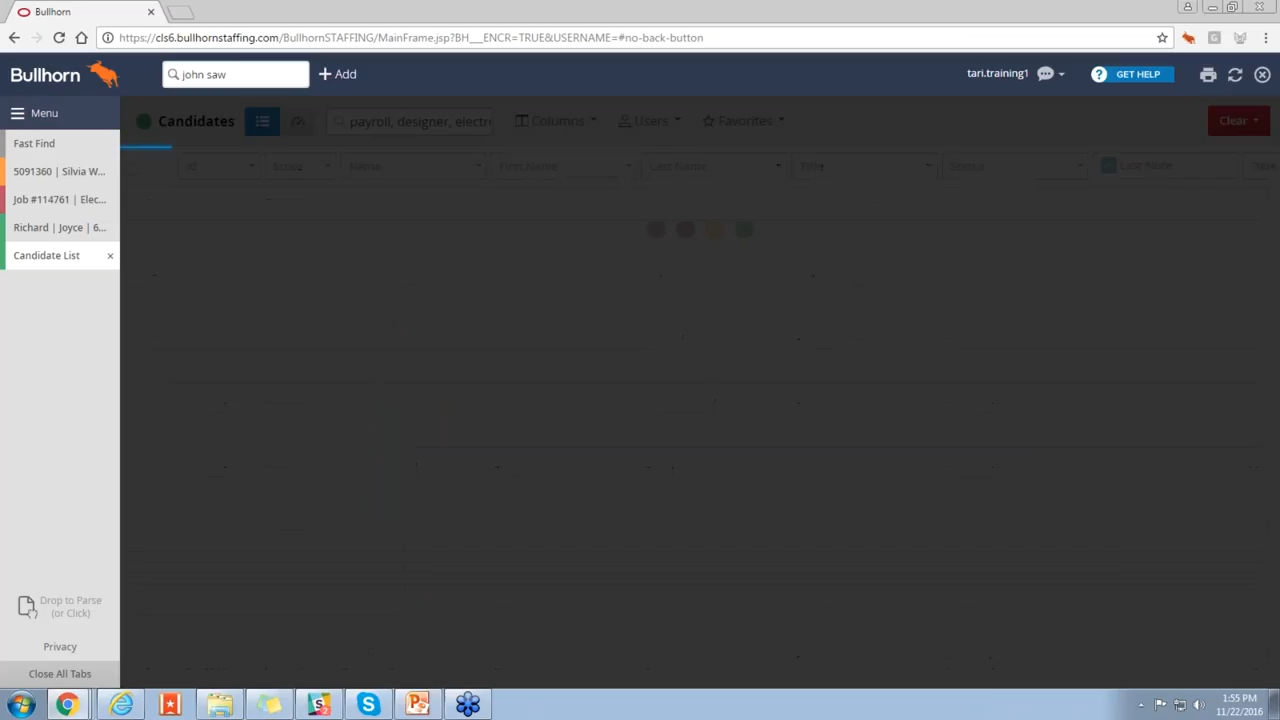 Bullhorn
https://cls6.bullhornstaffing.com/BullhornSTAFFING/MainFrame.jsp?BH___ENCR=TRUE&USERNAME=#no-back-button
Bullhorn
john saw
Add
tari.training1
? GET HELP
Menu
Candidates
payroll, designer, electri
Columns
Users
Favorites
Clear
Fast Find
Id
Score
Name
First Name
Last Name
Title
Status
Last Note
5091360 | Silvia W...
Job #114761 | Elec...
Richard | Joyce | 6...
Candidate List
Drop to Parse
(or Click)
Privacy
Close All Tabs
1:55 PM
11/22/2016